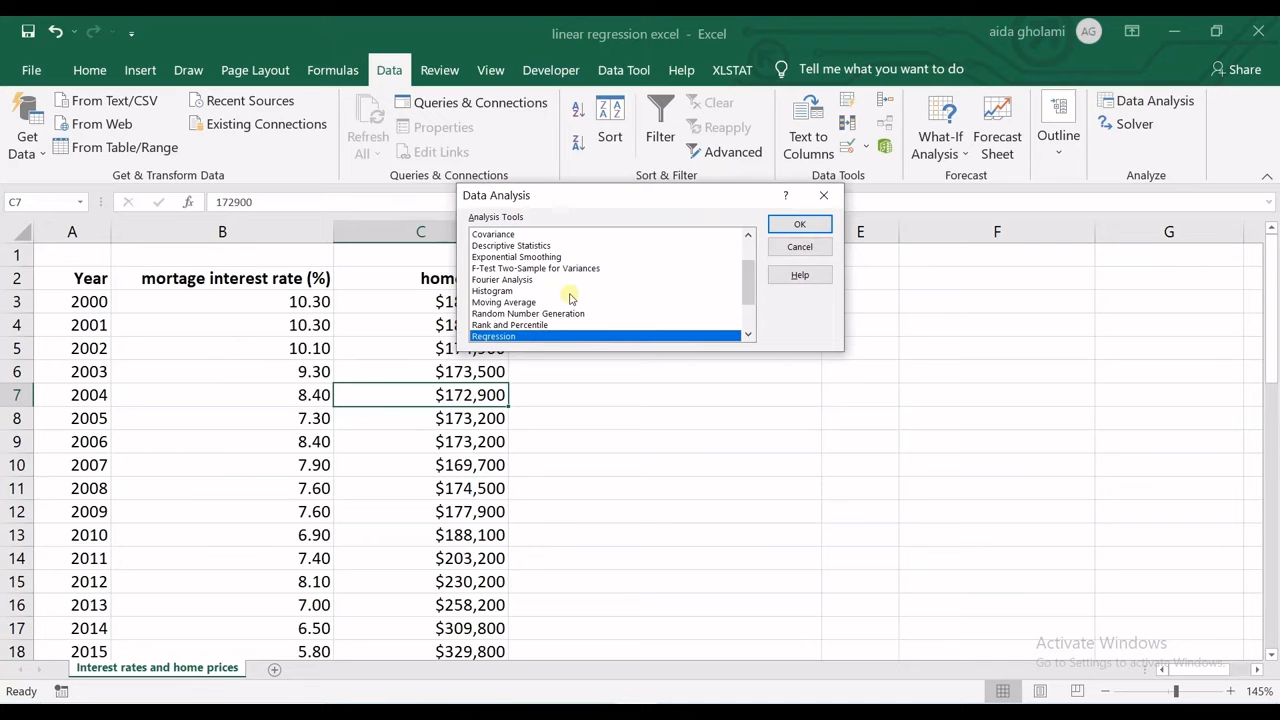 linear regression excel - Excel
aida gholami AG
File Home Insert Draw Page Layout Formulas Data Review View Developer Data Tool Help XLSTAT Tell me what you want to do Share
Get Data
From Text/CSV
From Web
From Table/Range
Recent Sources
Existing Connections
Get & Transform Data
Refresh All
Queries & Connections
Properties
Edit Links
Queries & Connections
Sort
Filter
Clear
Reapply
Advanced
Sort & Filter
Text to Columns
Data Tools
What-If Analysis
Forecast Sheet
Forecast
Outline
Data Analysis
Solver
Analyze
C7 fx 172900
Data Analysis ?
Analysis Tools
Covariance
Descriptive Statistics
Exponential Smoothing
F-Test Two-Sample for Variances
Fourier Analysis
Histogram
Moving Average
Random Number Generation
Rank and Percentile
Regression
OK
Cancel
Help
A B C E F G
1
2 Year mortage interest rate (%) hom
3 2000 10.30 $18
4 2001 10.30 $18
5 2002 10.10
6 2003 9.30 $173,500
7 2004 8.40 $172,900
8 2005 7.30 $173,200
9 2006 8.40 $173,200
10 2007 7.90 $169,700
11 2008 7.60 $174,500
12 2009 7.60 $177,900
13 2010 6.90 $188,100
14 2011 7.40 $203,200
15 2012 8.10 $230,200
16 2013 7.00 $258,200
17 2014 6.50 $309,800
18 2015 5.80 $329,800
Activate Windows
Go to Settings to activate Windows.
Interest rates and home prices
Ready
145%